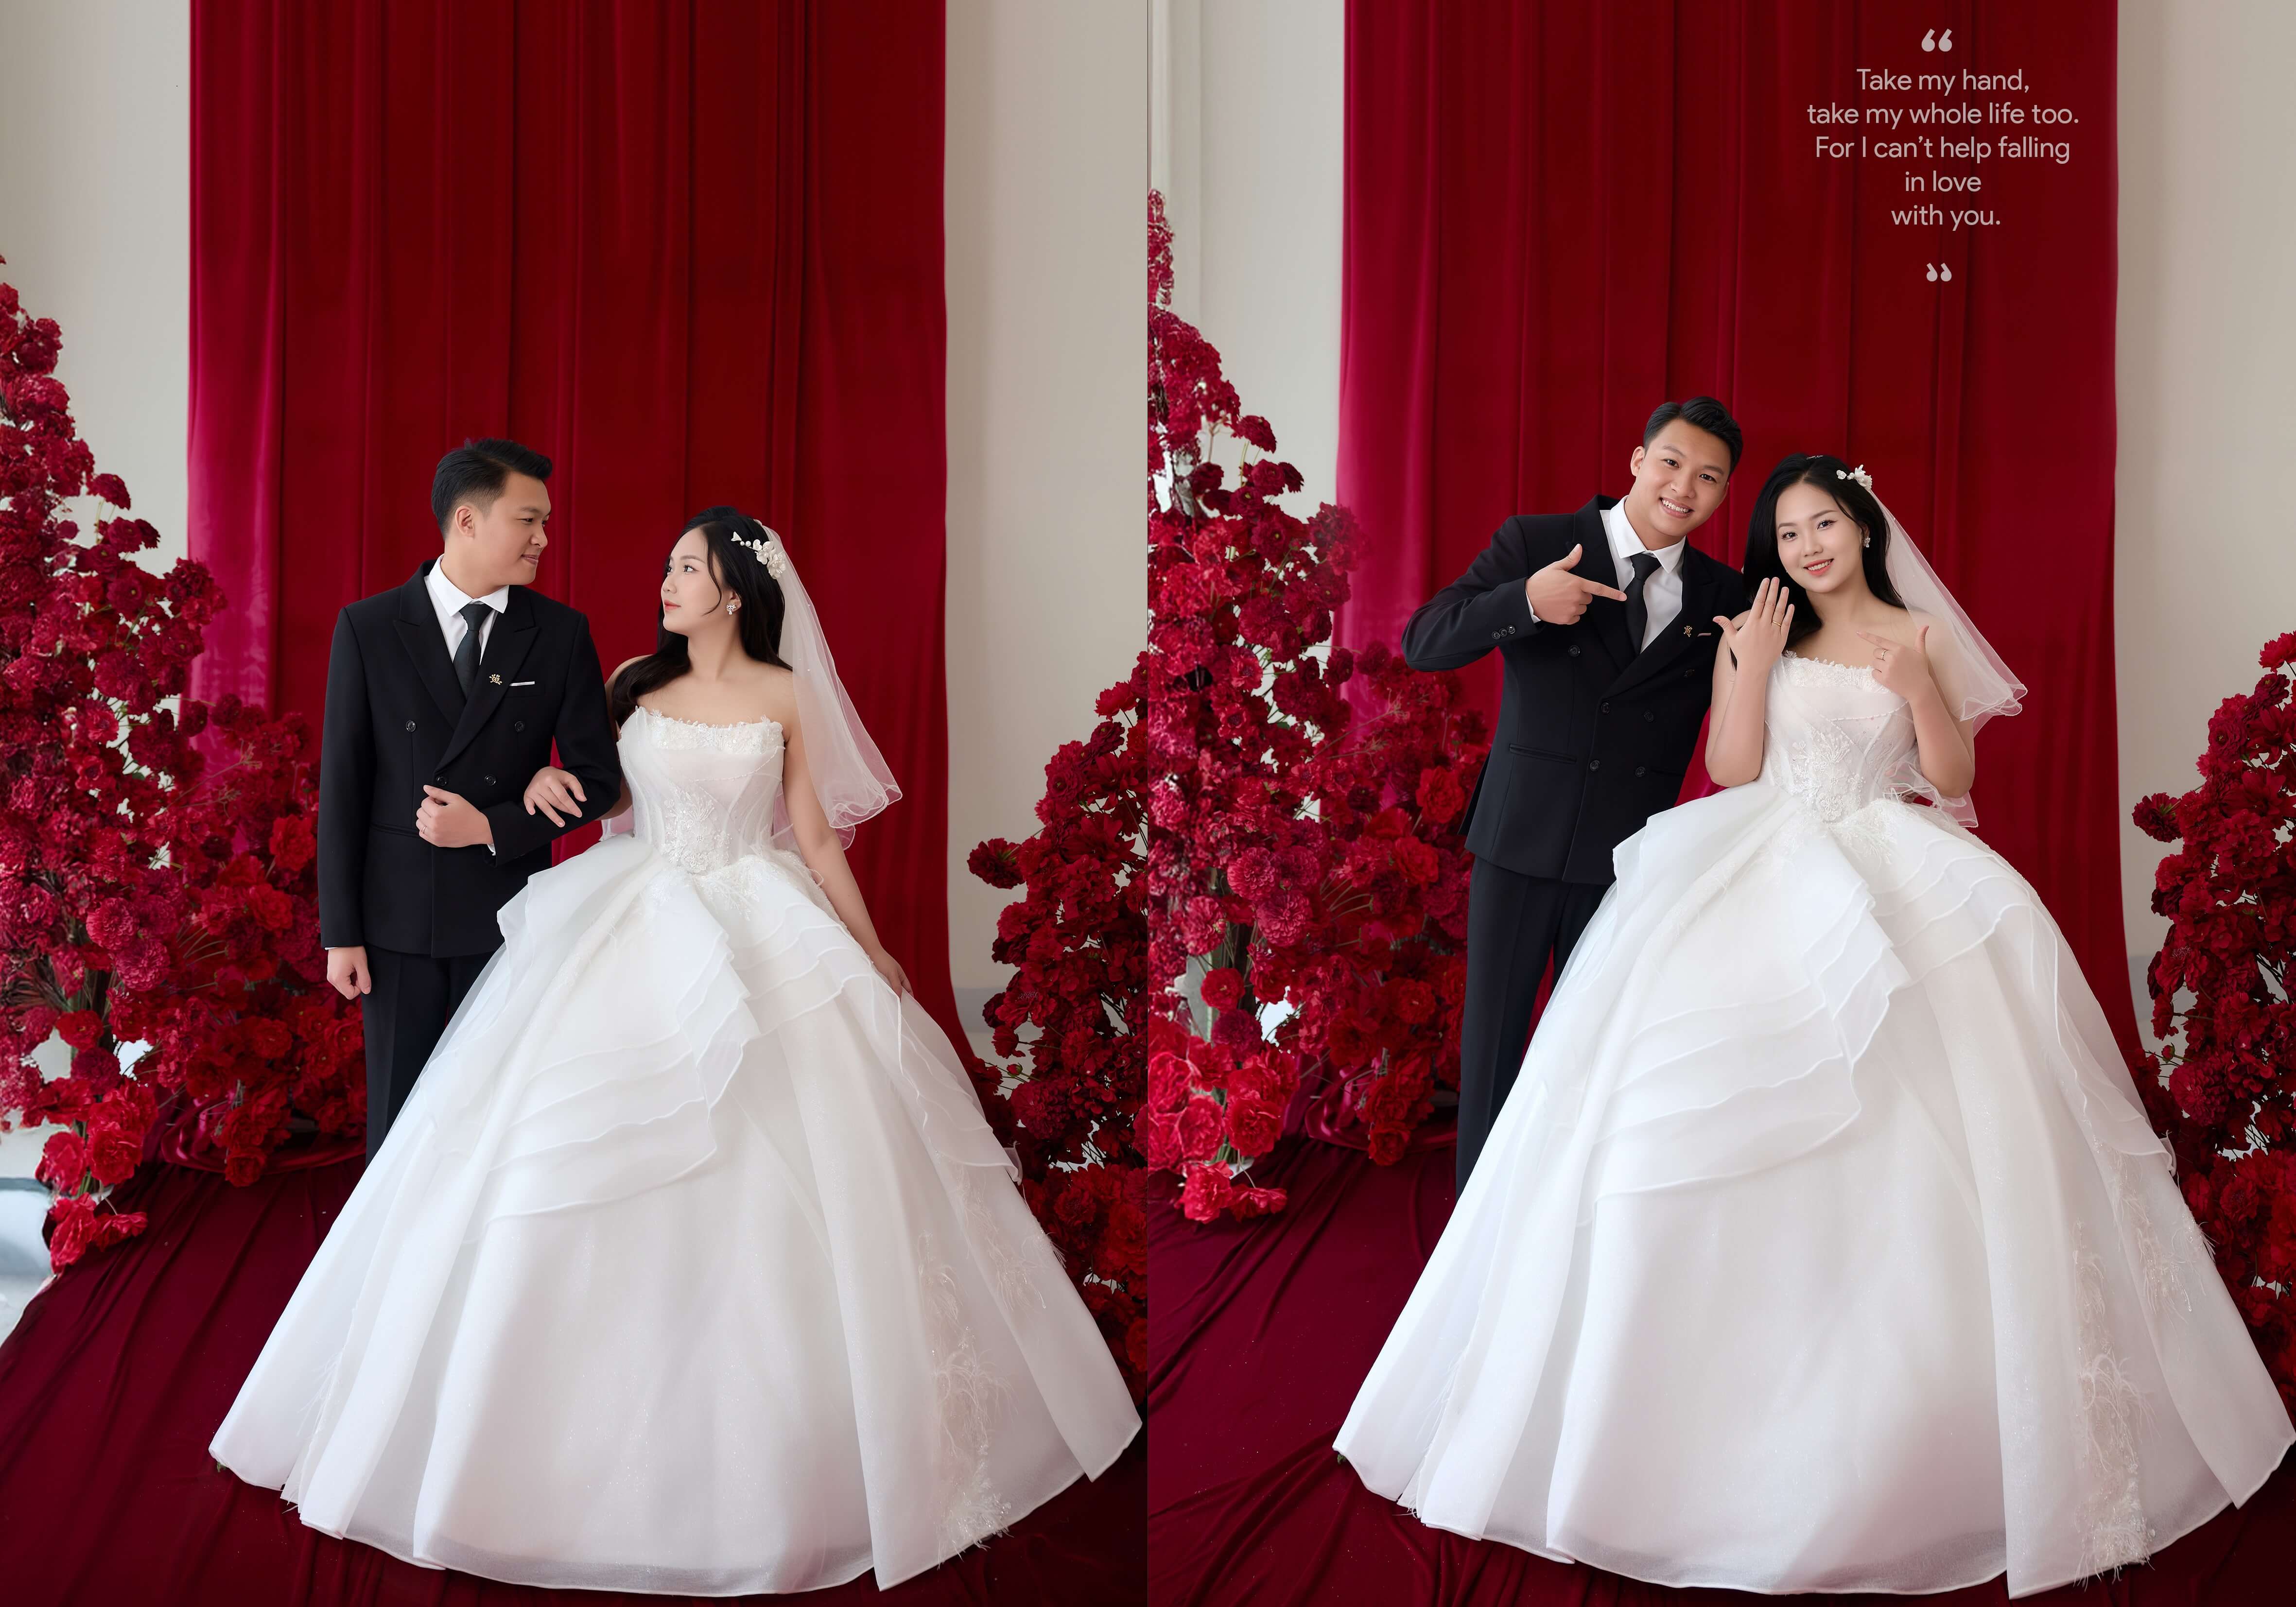 “
Take my hand,
take my whole life too.
For I can’t help falling
in love
with you.
”